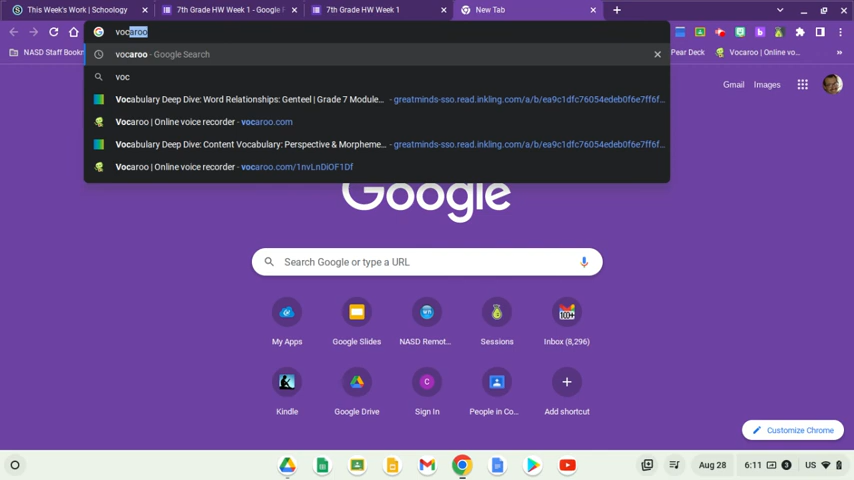 This Week's Work | Schoology
7th Grade HW Week 1 - Google F
7th Grade HW Week 1
New Tab
vocaroo
NASD Staff Bookm
Pear Deck
Vocaroo | Online vo...
vocaroo - Google Search
voc
Vocabulary Deep Dive: Word Relationships: Genteel | Grade 7 Module... - greatminds-sso.read.inkling.com/a/b/ea9c1dfc76054edeb0f6e7ff6f...
Vocaroo | Online voice recorder - vocaroo.com
Vocabulary Deep Dive: Content Vocabulary: Perspective & Morpheme... - greatminds-sso.read.inkling.com/a/b/ea9c1dfc76054edeb0f6e7ff6f...
Vocaroo | Online voice recorder - vocaroo.com/1nvLnDiOF1Df
Gmail
Images
Google
Search Google or type a URL
My Apps
Google Slides
NASD Remot...
Sessions
Inbox (8,296)
Kindle
Google Drive
Sign In
People in Co...
Add shortcut
Customize Chrome
Aug 28
6:11
3
US